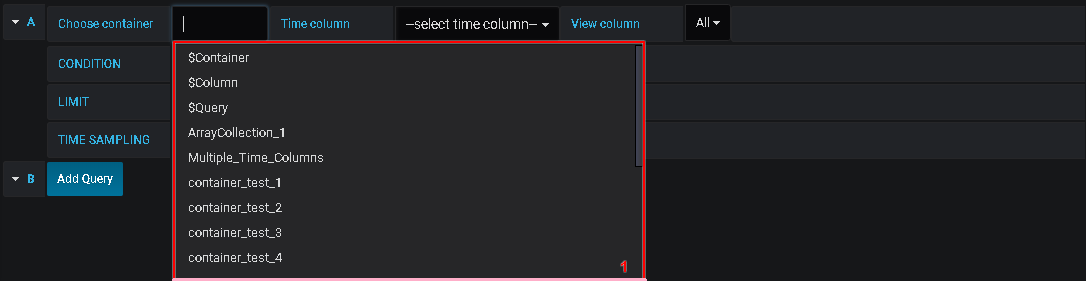 A Choose container Time column --select time column-- View column All
$Container
CONDITION
$Column
LIMIT
$Query
ArrayCollection_1
TIME SAMPLING
Multiple_Time_Columns
B Add Query
container_test_1
container_test_2
container_test_3
container_test_4
1